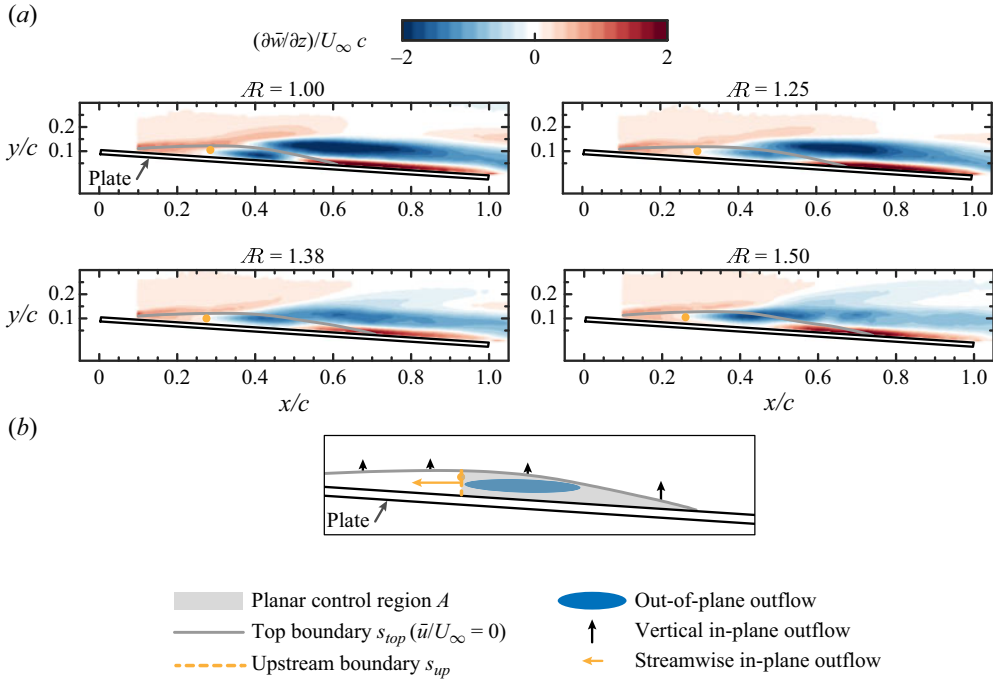 (a)
(∂w̄/∂z)/U∞ c
−2 0 2
Æ = 1.00
y/c
0.2
0.1
Plate
0 0.2 0.4 0.6 0.8 1.0
Æ = 1.25
0.2
0.1
0 0.2 0.4 0.6 0.8 1.0
Æ = 1.38
y/c
0.2
0.1
0 0.2 0.4 0.6 0.8 1.0
x/c
Æ = 1.50
0.2
0.1
0 0.2 0.4 0.6 0.8 1.0
x/c
(b)
Plate
Planar control region A
Top boundary s_top (ū/U∞ = 0)
Upstream boundary s_up
Out-of-plane outflow
Vertical in-plane outflow
Streamwise in-plane outflow